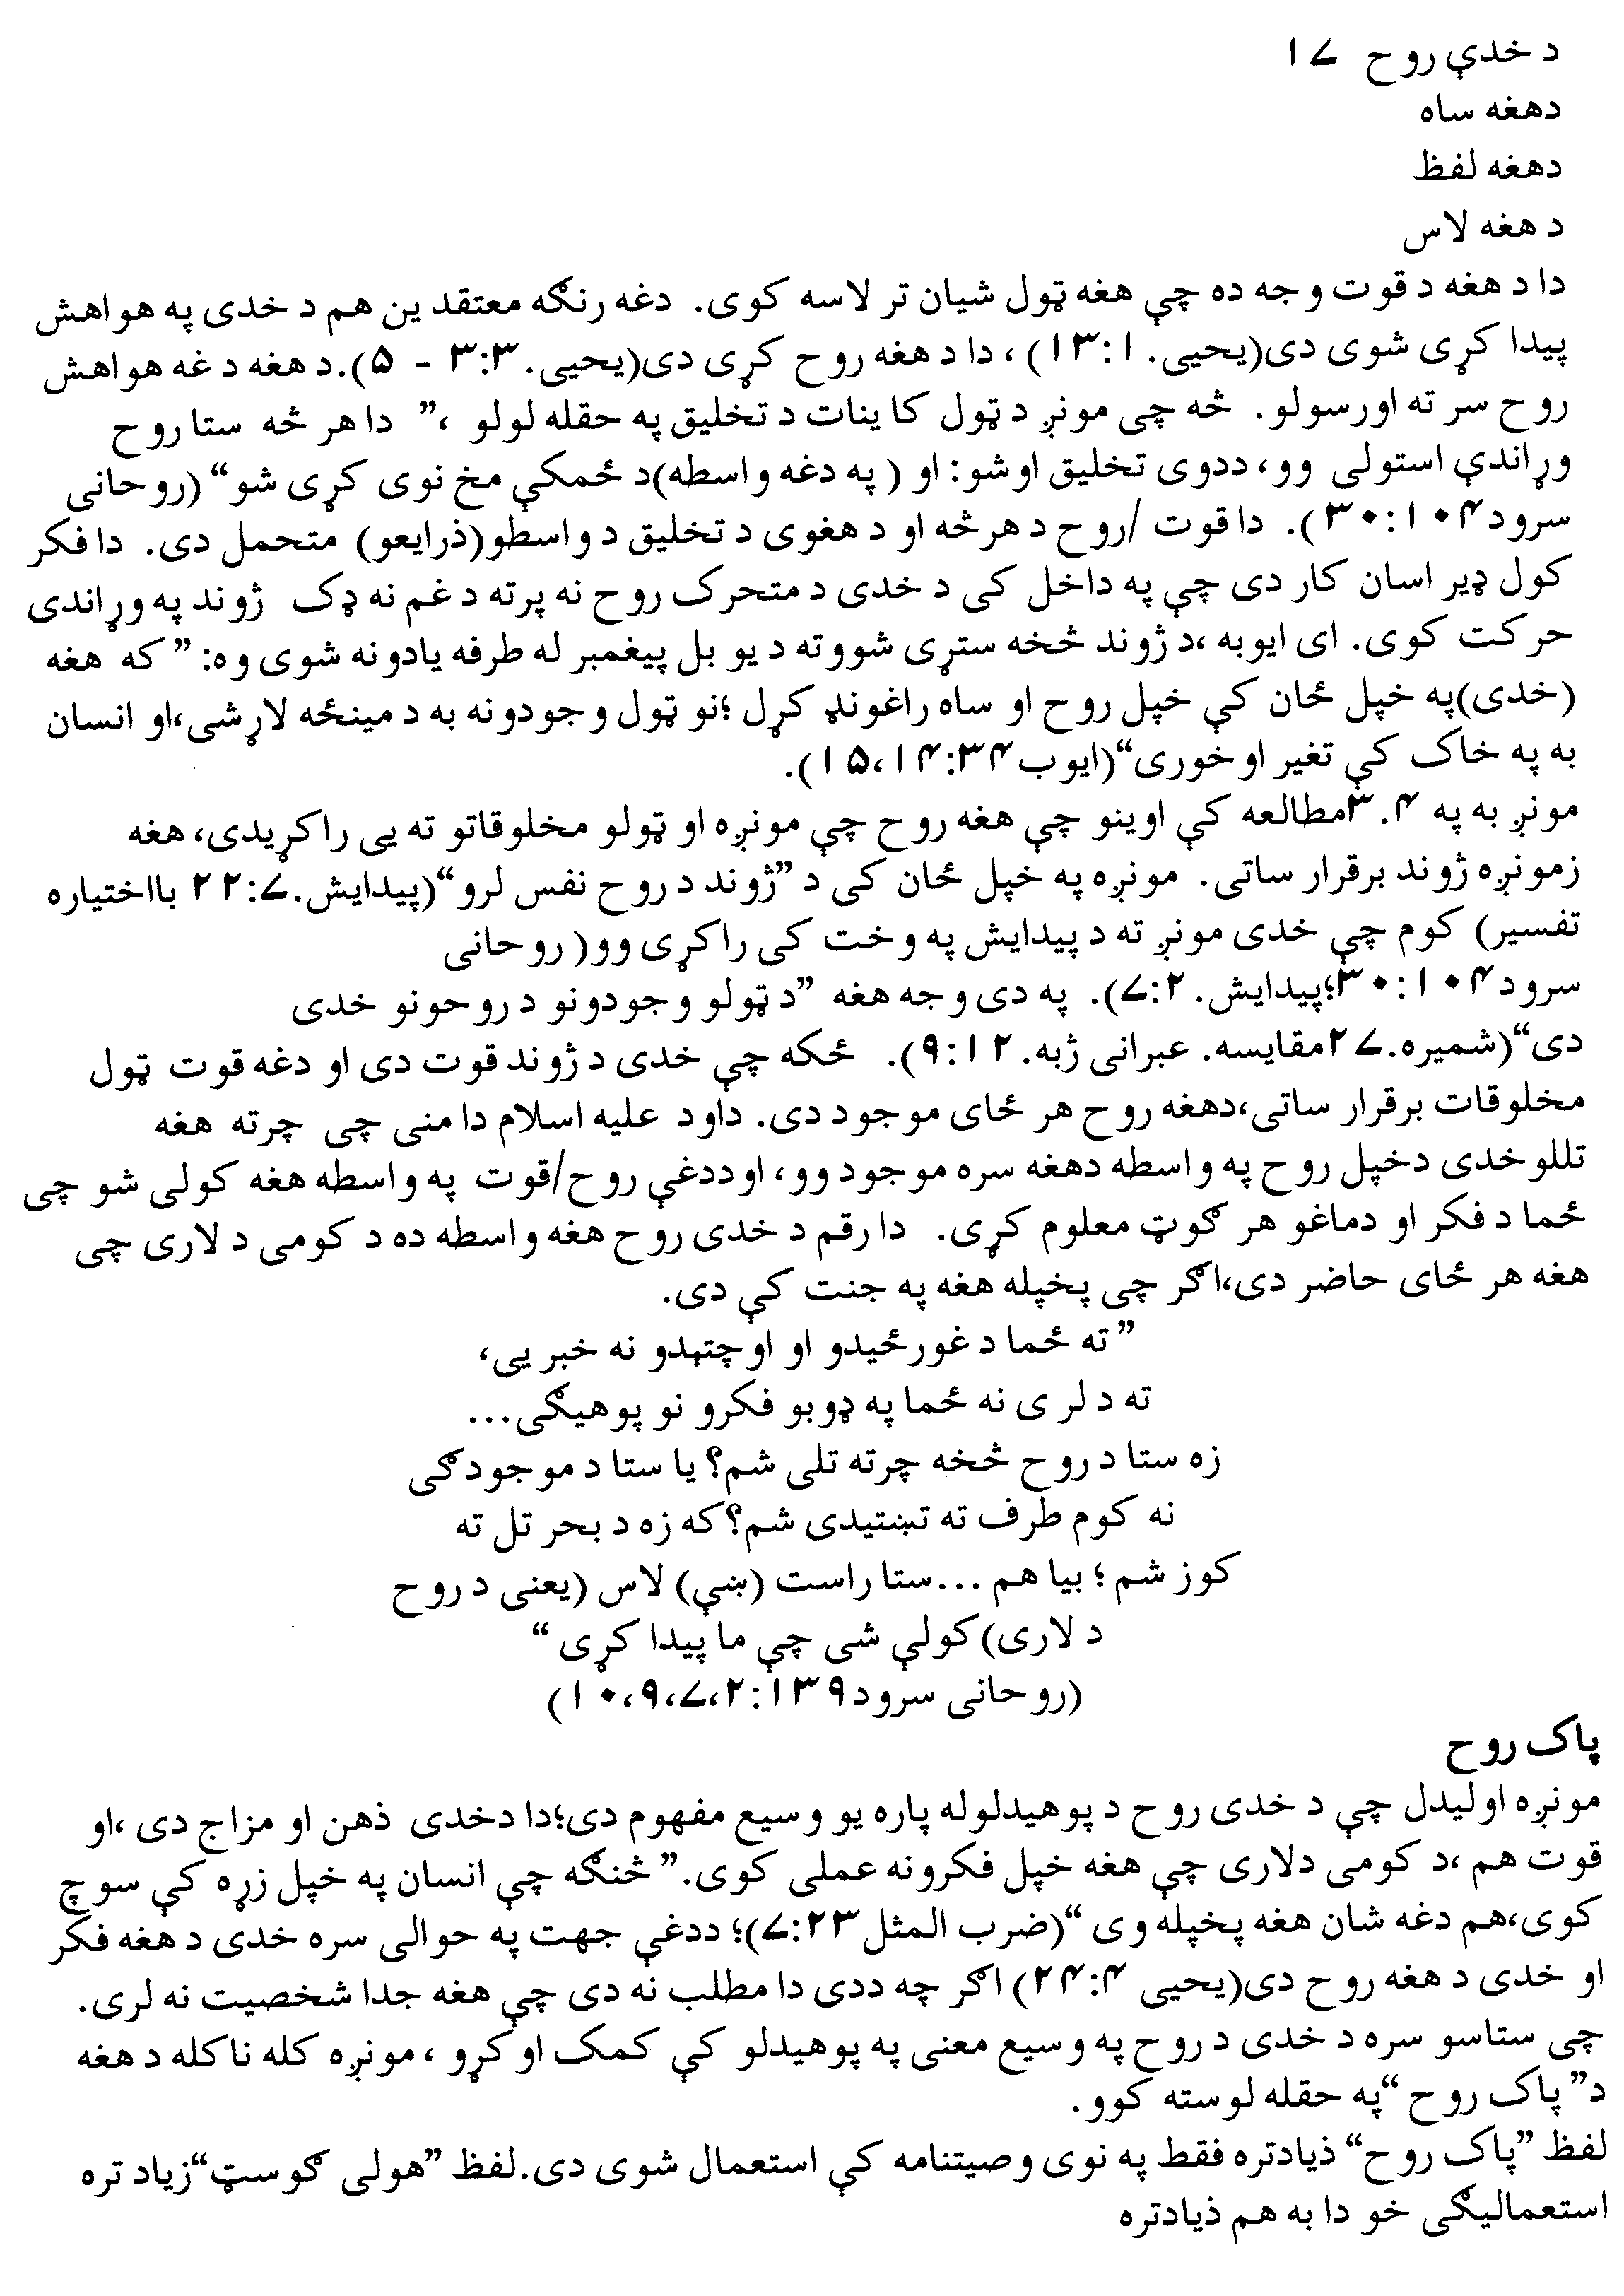 د خدې روح ۱۷
دهغه ساه
دهغه لفظ
د هغه لاس
دا د هغه د قوت وجه ده چې هغه ټول شیان تر لاسه کوی. دغه رنګه معتقدین هم د خدی په هواهش
پیدا کړی شوی دی(یحیی. ۱۳:۱)، دا د هغه روح کړی دی(یحیی. ۳:۳ - ۵).د هغه د غه هواهش
روح سر ته اورسولو. څه چی مونږ د ټول کاینات د تخلیق په حقله لولو ،” دا هر څه ستا روح
وړاندې استولی وو، ددوی تخلیق اوشو: او ( په دغه واسطه)د ځمکې مخ نوی کړی شو“ (روحانی
سرود۱۰۴:۳۰). دا قوت /روح د هرڅه او د هغوی د تخلیق د واسطو(ذرایعو) متحمل دی. دا فکر
کول ډیر اسان کار دی چې په داخل کی د خدی د متحرک روح نه پرته د غم نه ډک ژوند په وړاندی
حرکت کوی. ای ایوبه ،د ژوند څخه ستړی شووته د یو بل پیغمبر له طرفه یادونه شوی وه: ” که هغه
(خدی)په خپل ځان کې خپل روح او ساه راغونډ کړل ؛نو ټول وجودونه به د مینځه لاړشی،او انسان
به په خاک کې تغیر او خوری“(ایوب۳۴:۱۵،۱۴).
مونږ به په ۴.۳مطالعه کې اوینو چې هغه روح چې مونږه او ټولو مخلوقاتو ته یی راکړیدی، هغه
زمونږه ژوند برقرار ساتی. مونږه په خپل ځان کی د ”ژوند د روح نفس لرو“(پیدایش.۲۲:۷ بااختیاره
تفسیر) کوم چې خدی مونږ ته د پیدایش په وخت کی راکړی وو( روحانی
سرود۱۰۴:۳۰؛پیدایش.۷:۲). په دی وجه هغه ”د ټولو وجودونو د روحونو خدی
دی“(شمیره.۲۷مقایسه. عبرانی ژبه.۹:۱۲). ځکه چې خدی د ژوند قوت دی او دغه قوت ټول
مخلوقات برقرار ساتی،دهغه روح هر ځای موجود دی. داود علیه اسلام دا منی چی چرته هغه
تللو خدی دخپل روح په واسطه دهغه سره موجود وو، او ددغې روح/قوت په واسطه هغه کولی شو چی
ځما د فکر او دماغو هر ګوټ معلوم کړی. دا رقم د خدی روح هغه واسطه ده د کومی د لاری چی
هغه هر ځای حاضر دی،اګر چی پخپله هغه په جنت کې دی.
” ته ځما د غورځیدو او اوچتېدو نه خبر یی،
ته د لر ی نه ځما په ډوبو فکرو نو پوهیګی...
زه ستا د روح څخه چرته تلی شم؟ یا ستا د موجودګی
نه کوم طرف ته تښتیدی شم؟که زه د بحر تل ته
کوز شم ؛ بیا هم ...ستا راست (ښې) لاس (یعنی د روح
د لاری)کولې شی چې ما پیدا کړی “
(روحانی سرود۱۳۹:۱۰،۹،۷،۲)
پاک روح
مونږه اولیدل چې د خدی روح د پوهیدلوله پاره یو وسیع مفهوم دی؛دا دخدی ذهن او مزاج دی ،او
قوت هم ،د کومی دلاری چې هغه خپل فکرونه عملی کوی.” څنګه چې انسان په خپل زړه کې سوچ
کوی،هم دغه شان هغه پخپله وی “(ضرب المثل۷:۲۳)؛ ددغې جهت په حوالی سره خدی د هغه فکر
او خدی د هغه روح دی(یحیی ۲۴:۴) اګر چه ددی دا مطلب نه دی چې هغه جدا شخصیت نه لری.
چی ستاسو سره د خدی د روح په وسیع معنی په پوهیدلو کې کمک اوکړو ، مونږه کله ناکله د هغه
د” پاک روح “په حقله لوسته کوو.
لفظ ”پاک روح“ ذیادتره فقط په نوی وصیتنامه کې استعمال شوی دی.لفظ ”هولی ګوسټ“زیاد تره
استعمالیګی خو دا به هم ذیادتره